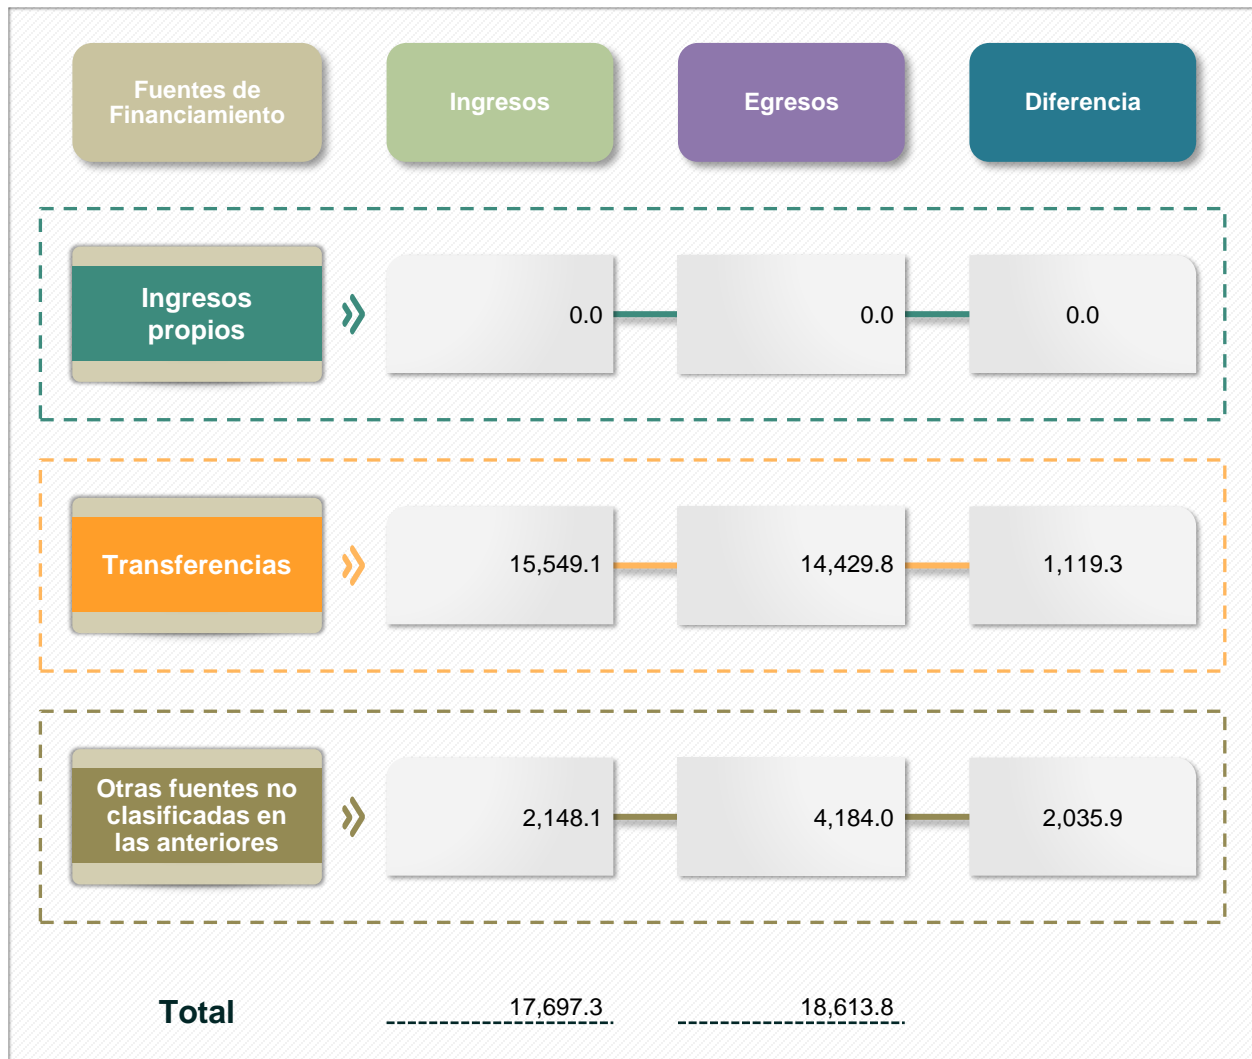 Fuentes de
Financiamiento
Ingresos
Egresos
Diferencia
Ingresos
propios
0.0
0.0
0.0
Transferencias
15,549.1
14,429.8
1,119.3
Otras fuentes no
clasificadas en
las anteriores
2,148.1
4,184.0
2,035.9
Total
17,697.3
18,613.8